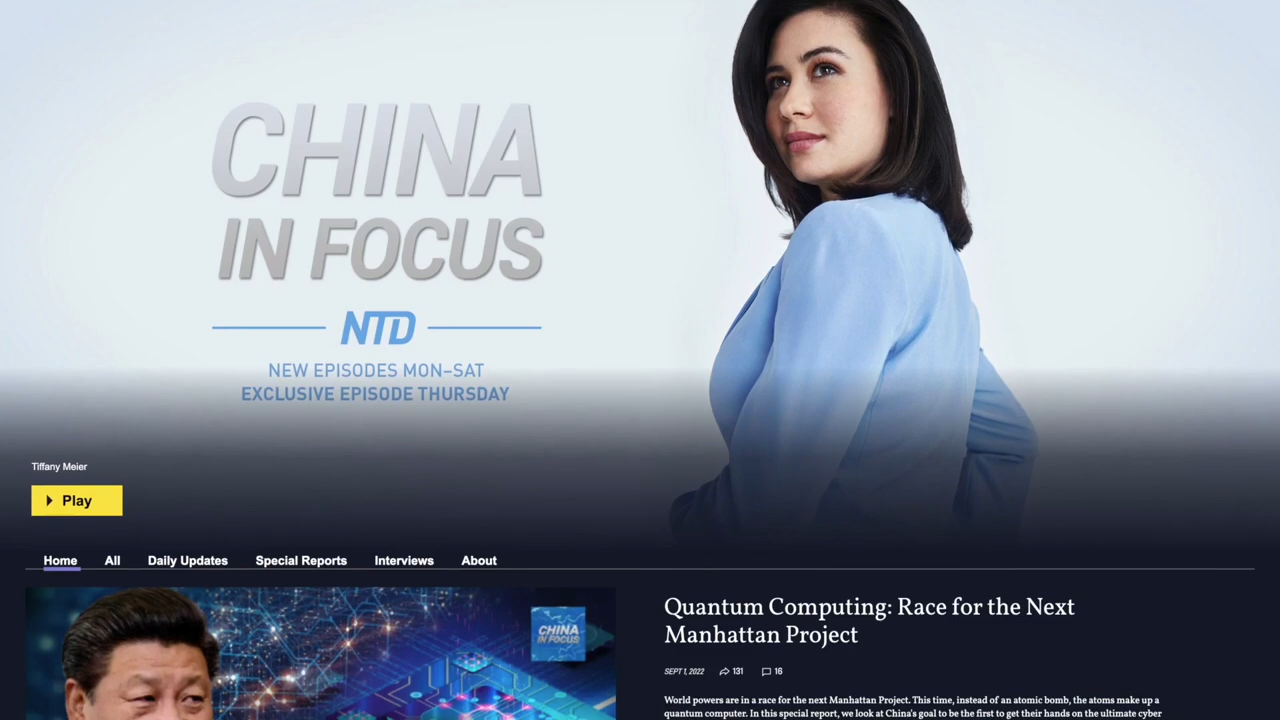 CHINA
IN FOCUS
NTD
NEW EPISODES MON–SAT
EXCLUSIVE EPISODE THURSDAY
Tiffany Meier
Play
Home All Daily Updates Special Reports Interviews About
CHINA
IN FOCUS
Quantum Computing: Race for the Next
Manhattan Project
SEPT 1, 2022 131 16
World powers are in a race for the next Manhattan Project. This time, instead of an atomic bomb, the atoms make up a
quantum computer. In this special report, we look at China's goal to be the first to get their hands on the ultimate cyber